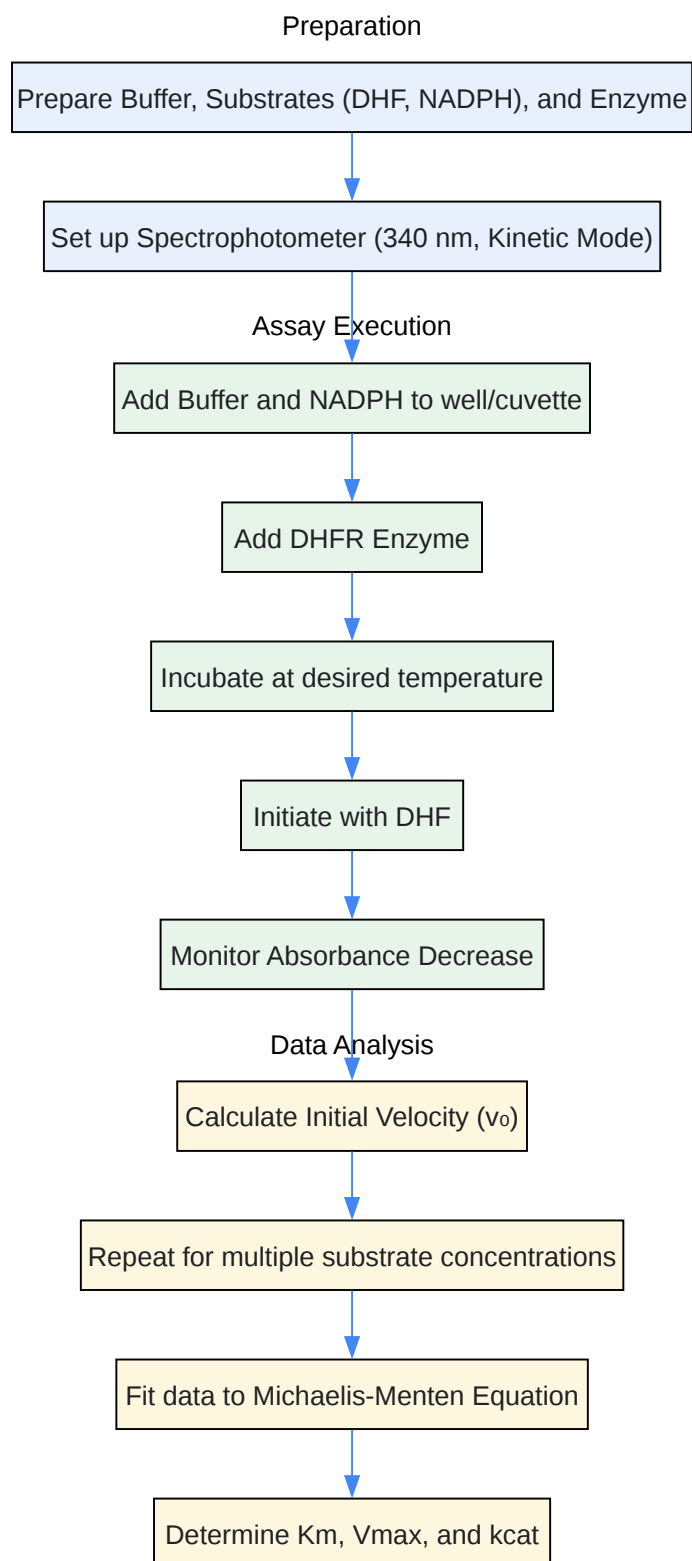 Preparation
Prepare Buffer, Substrates (DHF, NADPH), and Enzyme
Set up Spectrophotometer (340 nm, Kinetic Mode)
Assay Execution
Add Buffer and NADPH to well/cuvette
Add DHFR Enzyme
Incubate at desired temperature
Initiate with DHF
Monitor Absorbance Decrease
Data Analysis
Calculate Initial Velocity (v₀)
Repeat for multiple substrate concentrations
Fit data to Michaelis-Menten Equation
Determine Km, Vmax, and kcat